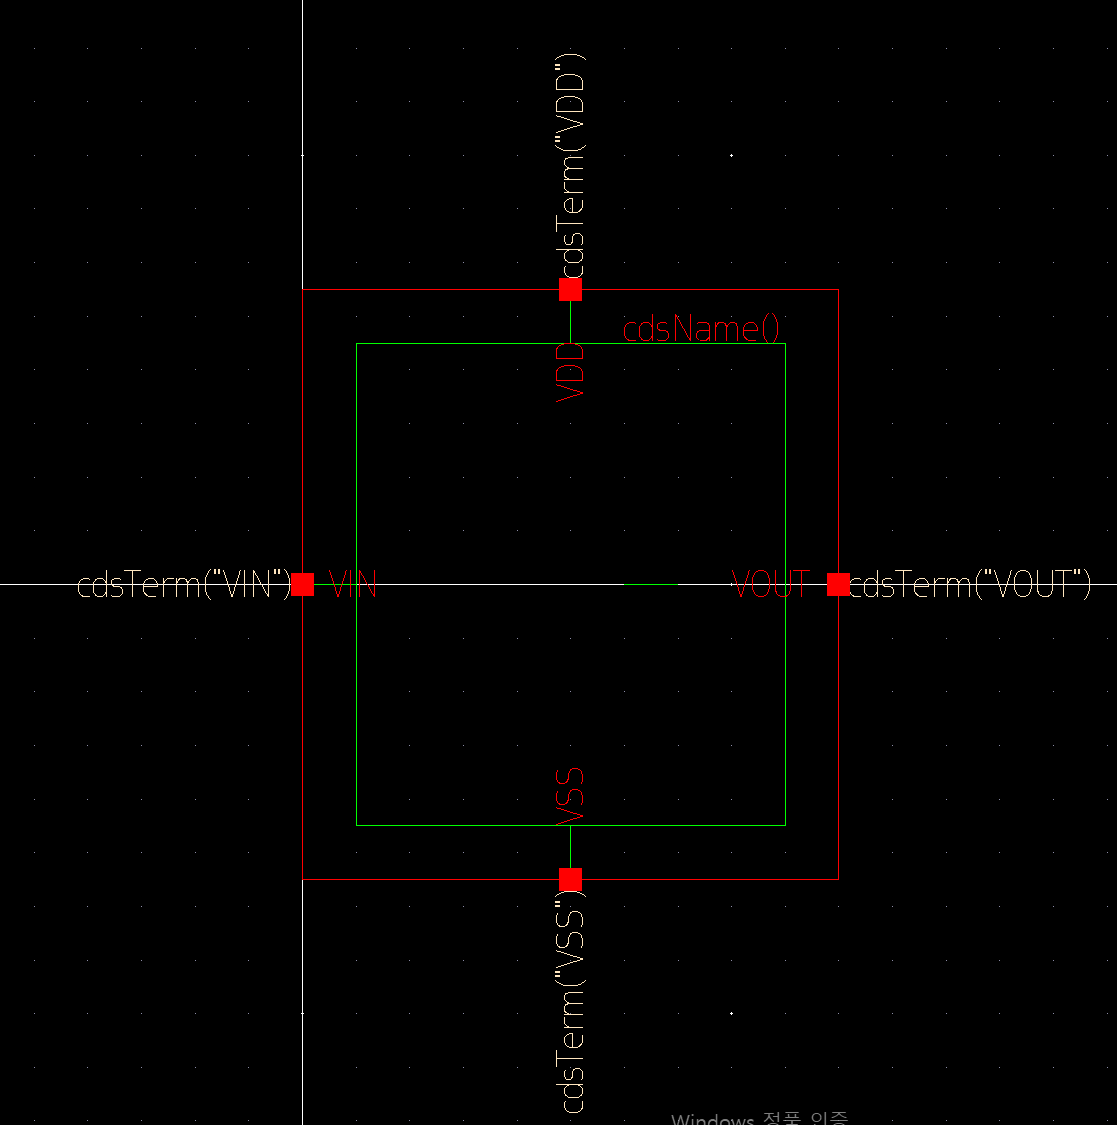 cdsTerm("VDD")
cdsName()
VDD
cdsTerm("VIN")
VIN
VOUT
cdsTerm("VOUT")
VSS
cdsTerm("VSS")
Windows 정품 인증